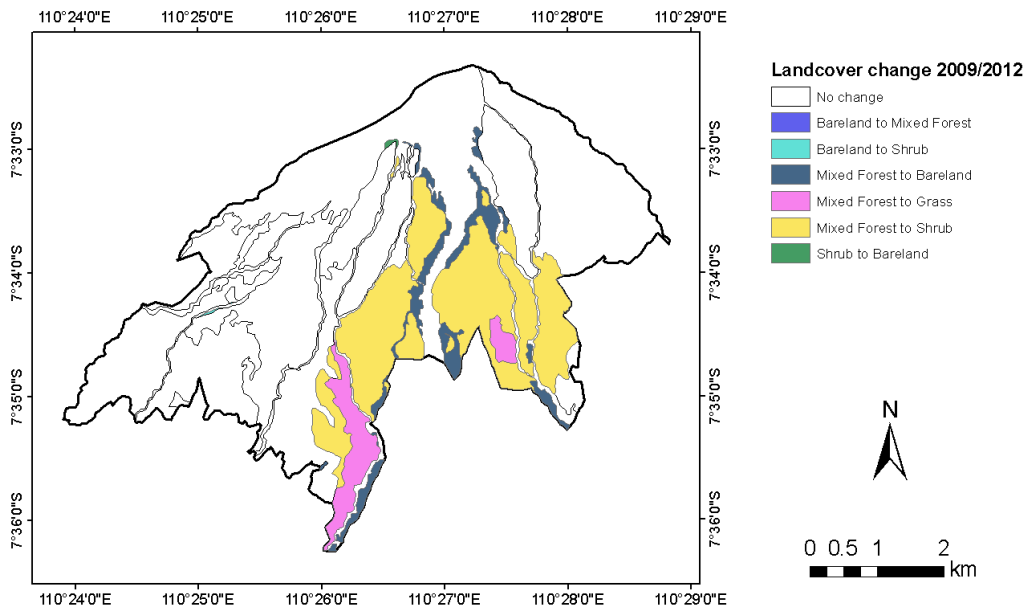 110°24'0"E 110°25'0"E 110°26'0"E 110°27'0"E 110°28'0"E 110°29'0"E
Landcover change 2009/2012
No change
Bareland to Mixed Forest
Bareland to Shrub
Mixed Forest to Bareland
Mixed Forest to Grass
Mixed Forest to Shrub
Shrub to Bareland
7°33'0"S 7°33'0"S
7°34'0"S 7°34'0"S
7°35'0"S 7°35'0"S
7°36'0"S 7°36'0"S
N
0 0.5 1 2
km
110°24'0"E 110°25'0"E 110°26'0"E 110°27'0"E 110°28'0"E 110°29'0"E